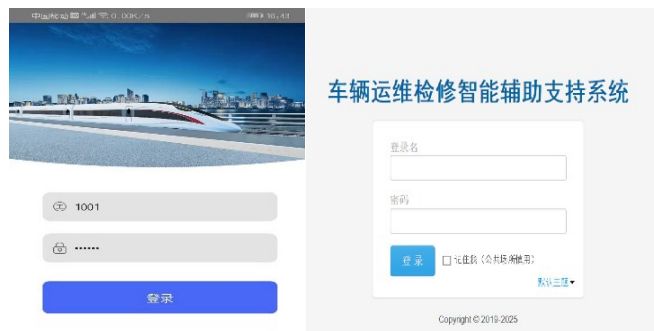 中国移动 0.00K/s 16:43
1001
••••••
登录
车辆运维检修智能辅助支持系统
登录名
密码
登录 记住我（公共场所慎用）
默认主题▼
Copyright © 2019-2025